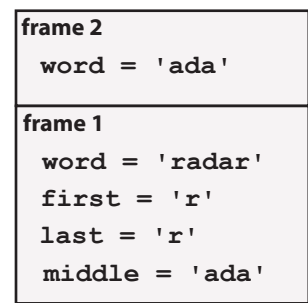 frame 2
word = 'ada'
frame 1
word = 'radar'
first = 'r'
last = 'r'
middle = 'ada'